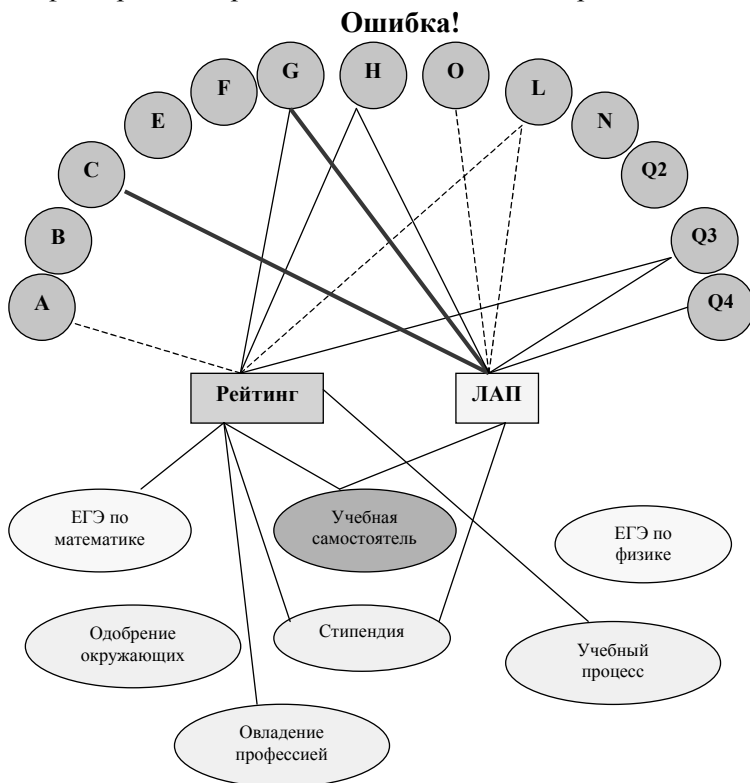 Ошибка!
G
H
O
F
L
E
N
C
Q2
B
Q3
A
Q4
Рейтинг
ЛАП
ЕГЭ по
математике
Учебная
самостоятель
ЕГЭ по
физике
Одобрение
окружающих
Стипендия
Учебный
процесс
Овладение
профессией